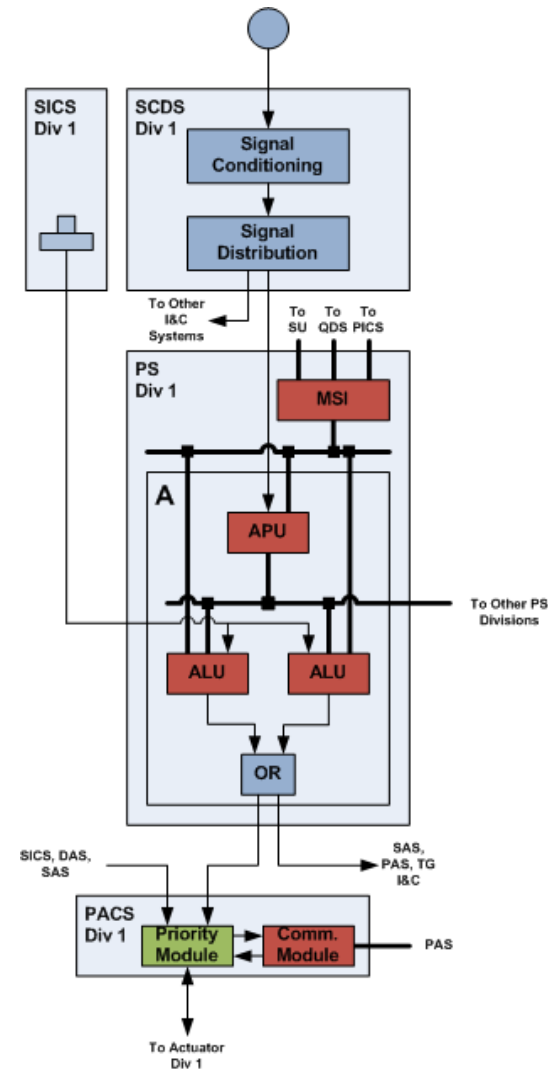 SICS
Div 1
SCDS
Div 1
Signal
Conditioning
Signal
Distribution
To Other
I&C
Systems
To
SU
To
QDS
To
PICS
PS
Div 1
MSI
A
APU
To Other PS
Divisions
ALU
ALU
OR
SICS, DAS,
SAS
SAS,
PAS, TG
I&C
PACS
Div 1
Priority
Module
Comm.
Module
PAS
To Actuator
Div 1